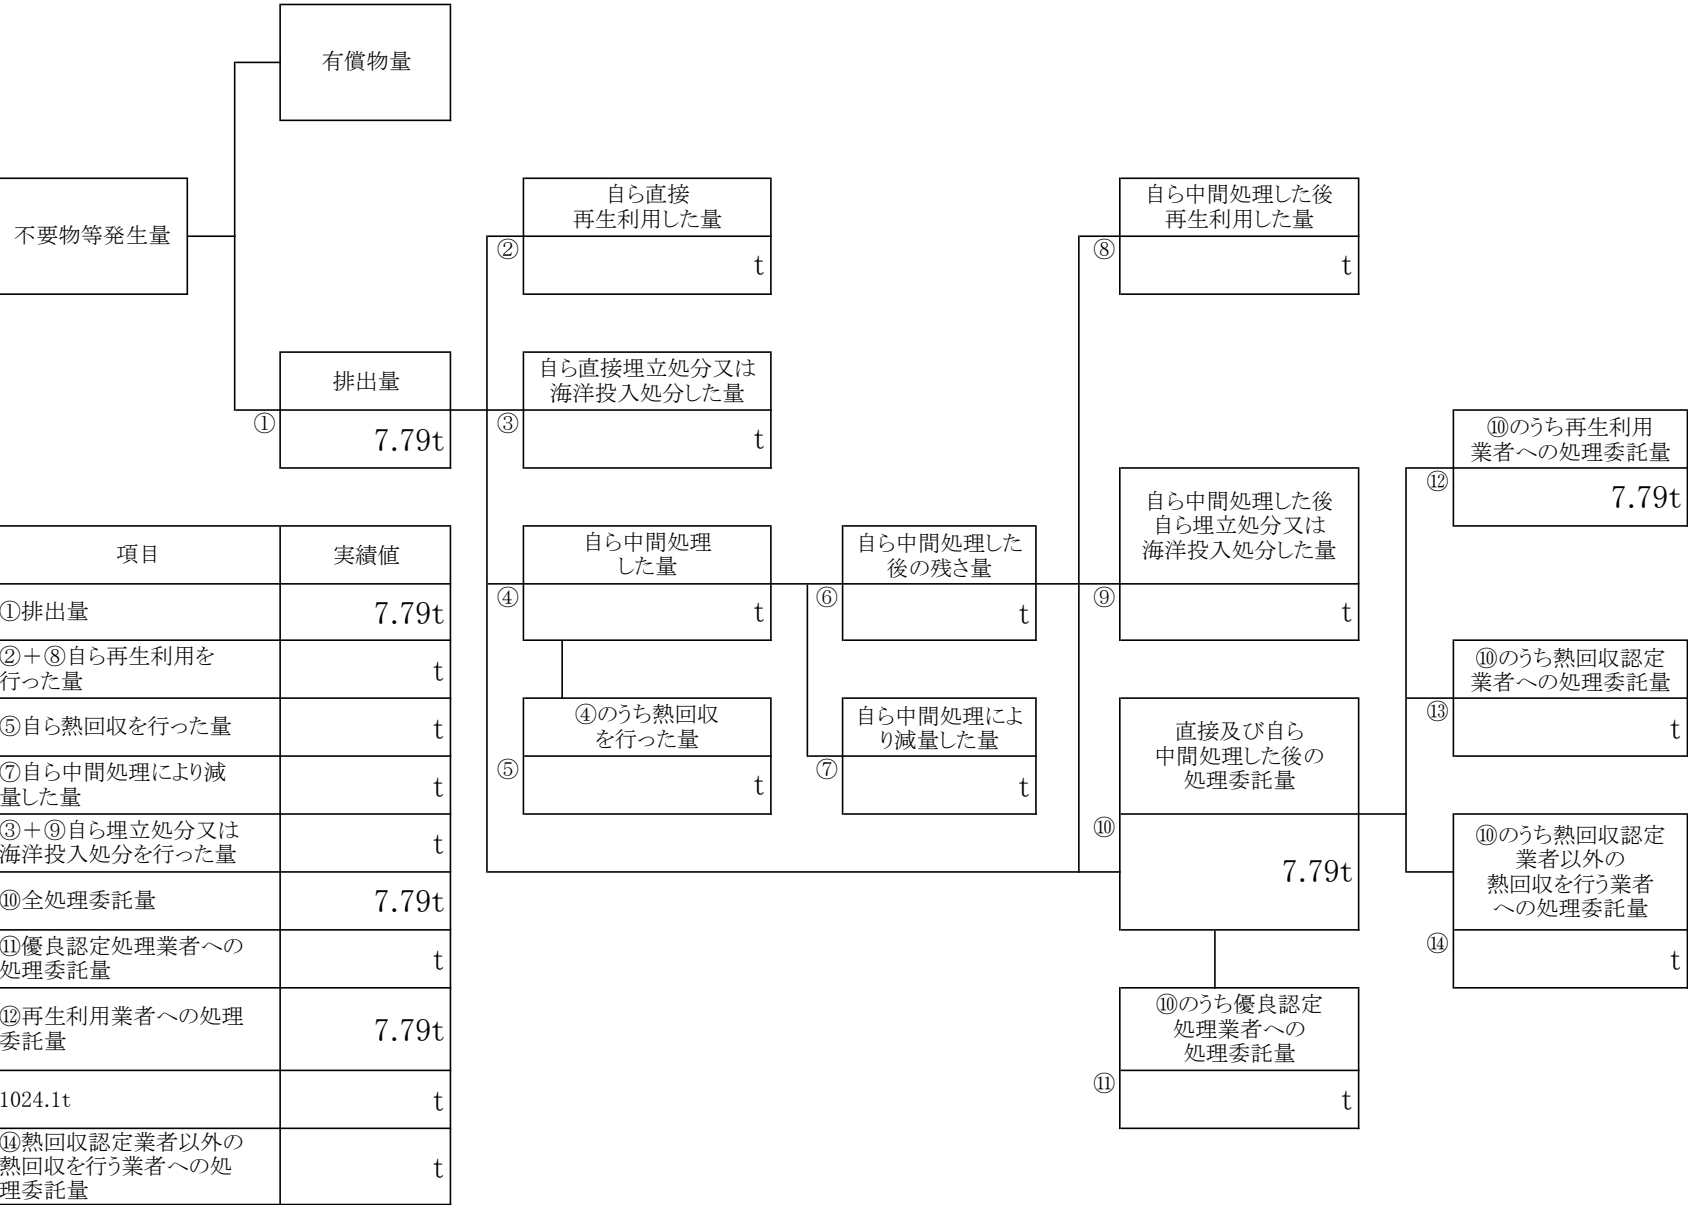 有償物量
不要物等発生量
自ら直接
再生利用した量
②
t
自ら中間処理した後
再生利用した量
⑧
t
排出量
①
7.79t
自ら直接埋立処分又は
海洋投入処分した量
③
t
⑩のうち再生利用
業者への処理委託量
⑫
7.79t
自ら中間処理
した量
④
t
自ら中間処理した
後の残さ量
⑥
t
自ら中間処理した後
自ら埋立処分又は
海洋投入処分した量
⑨
t
⑩のうち熱回収認定
業者への処理委託量
⑬
t
④のうち熱回収
を行った量
⑤
t
自ら中間処理によ
り減量した量
⑦
t
直接及び自ら
中間処理した後の
処理委託量
⑩
7.79t
⑩のうち熱回収認定
業者以外の
熱回収を行う業者
への処理委託量
⑭
t
⑩のうち優良認定
処理業者への
処理委託量
⑪
t
項目 実績値
①排出量 7.79t
②＋⑧自ら再生利用を
行った量
t
⑤自ら熱回収を行った量 t
⑦自ら中間処理により減
量した量
t
③＋⑨自ら埋立処分又は
海洋投入処分を行った量
t
⑩全処理委託量 7.79t
⑪優良認定処理業者への
処理委託量
t
⑫再生利用業者への処理
委託量
7.79t
1024.1t t
⑭熱回収認定業者以外の
熱回収を行う業者への処
理委託量
t